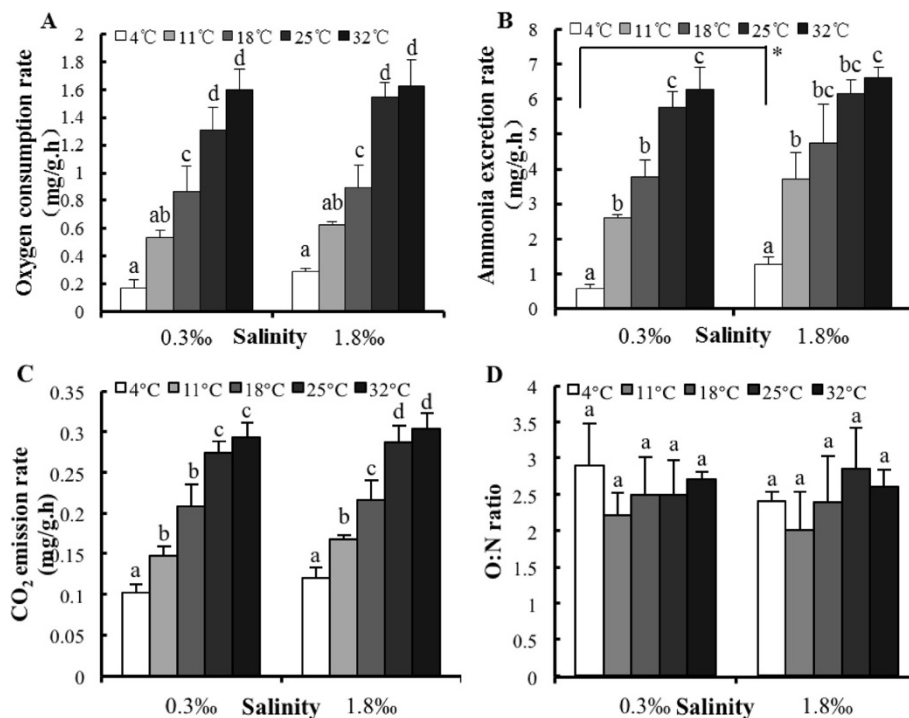 A
4℃ 11℃ 18℃ 25℃ 32℃
Oxygen consumption rate
(mg/g.h)
2
1.8
1.6
1.4
1.2
1
0.8
0.6
0.4
0.2
0
a ab c d d
a ab c d d
0.3‰ Salinity 1.8‰
B
4℃ 11℃ 18℃ 25℃ 32℃
*
Ammonia excretion rate
(mg/g.h)
8
7
6
5
4
3
2
1
0
a b b c c
a b bc bc c
0.3‰ Salinity 1.8‰
C
4°C 11°C 18°C 25°C 32°C
CO₂ emission rate
(mg/g.h)
0.35
0.3
0.25
0.2
0.15
0.1
0.05
0
a b b c c
a b c d d
0.3‰ Salinity 1.8‰
D
4°C 11°C 18°C 25°C 32°C
O:N ratio
4
3.5
3
2.5
2
1.5
1
0.5
0
a a a a a
a a a a a
0.3‰ Salinity 1.8‰